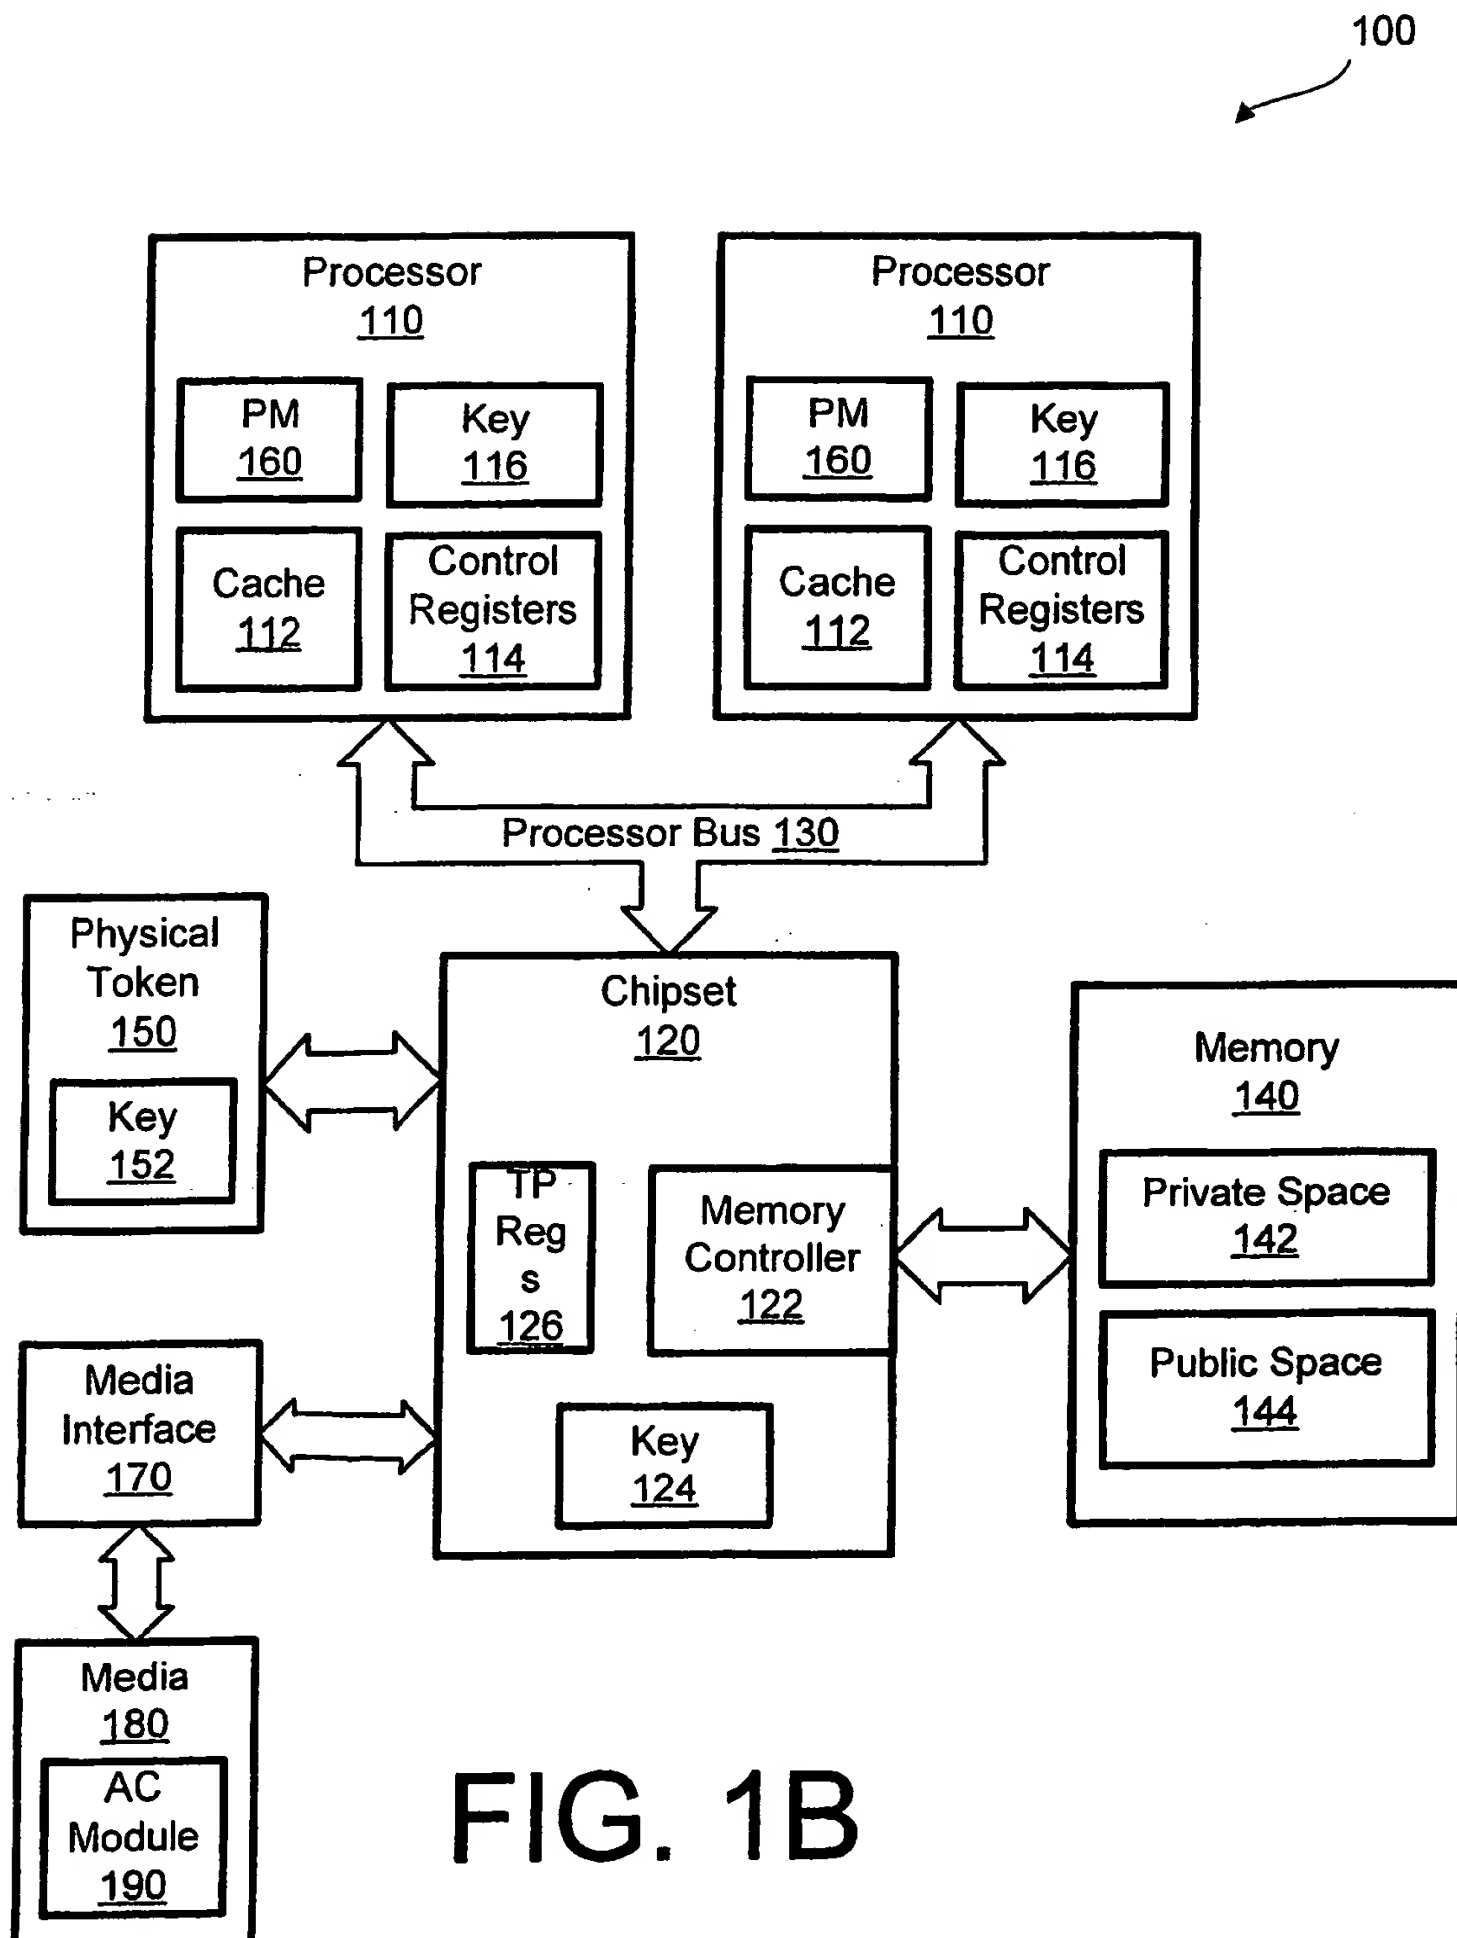 100
Processor
110
PM
160
Key
116
Cache
112
Control
Registers
114
Processor
110
PM
160
Key
116
Cache
112
Control
Registers
114
Processor Bus 130
Physical
Token
150
Key
152
Chipset
120
TP
Reg
s
126
Memory
Controller
122
Key
124
Memory
140
Private Space
142
Public Space
144
Media
Interface
170
Media
180
AC
Module
190
FIG. 1B